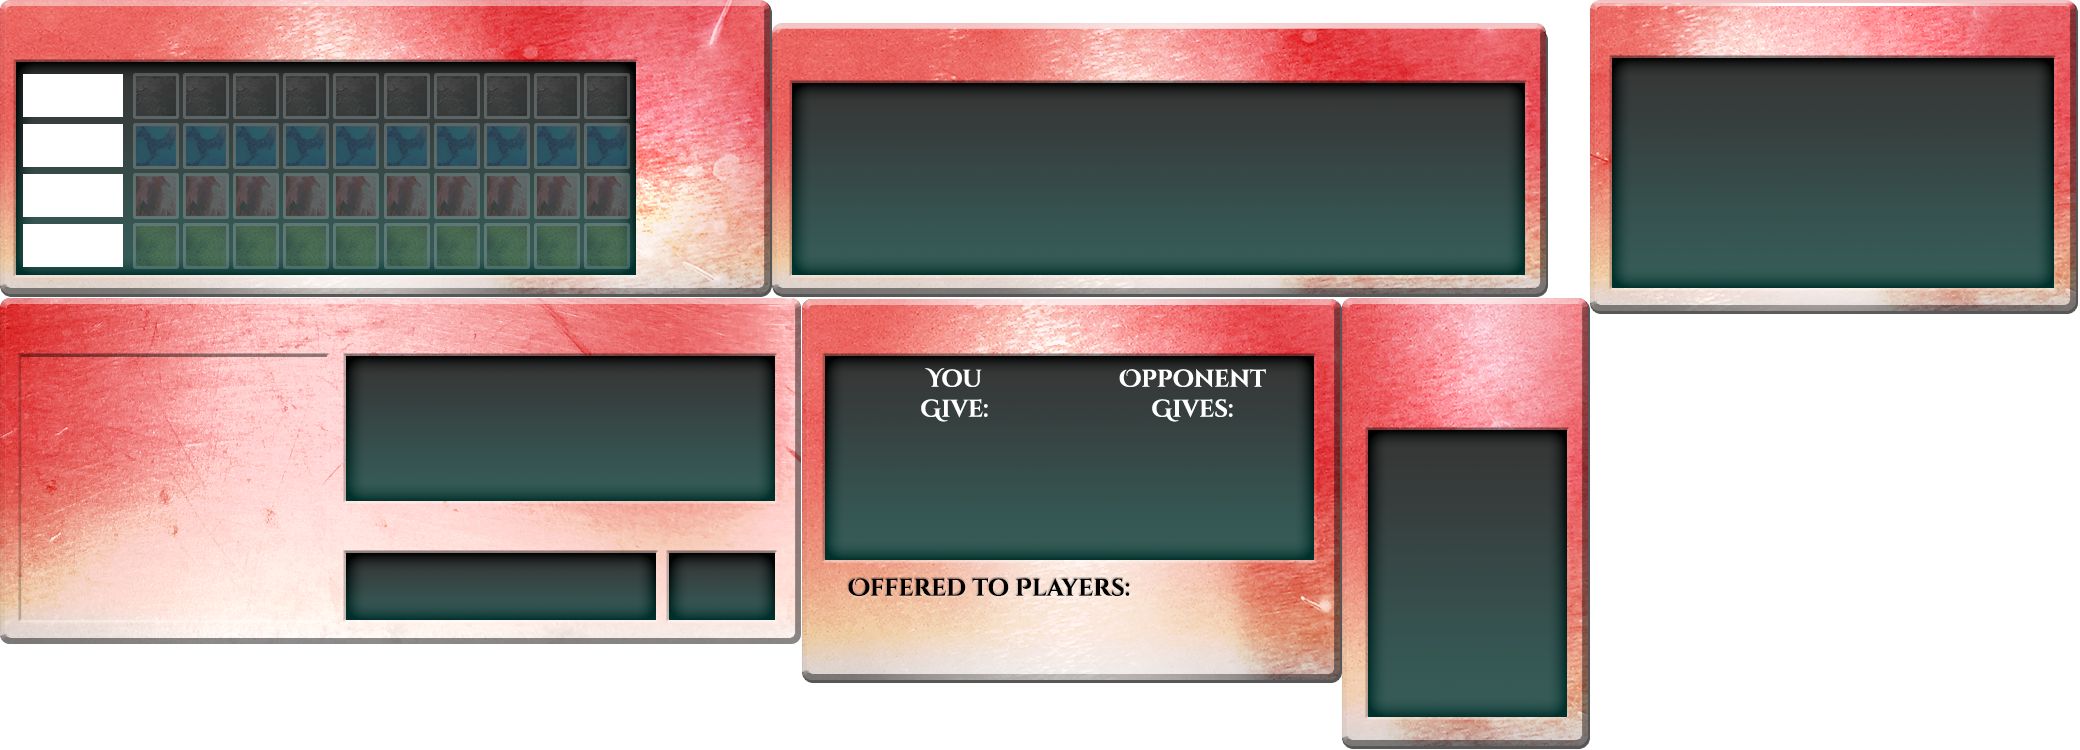 YOU
GIVE:
OPPONENT
GIVES:
OFFERED TO PLAYERS: